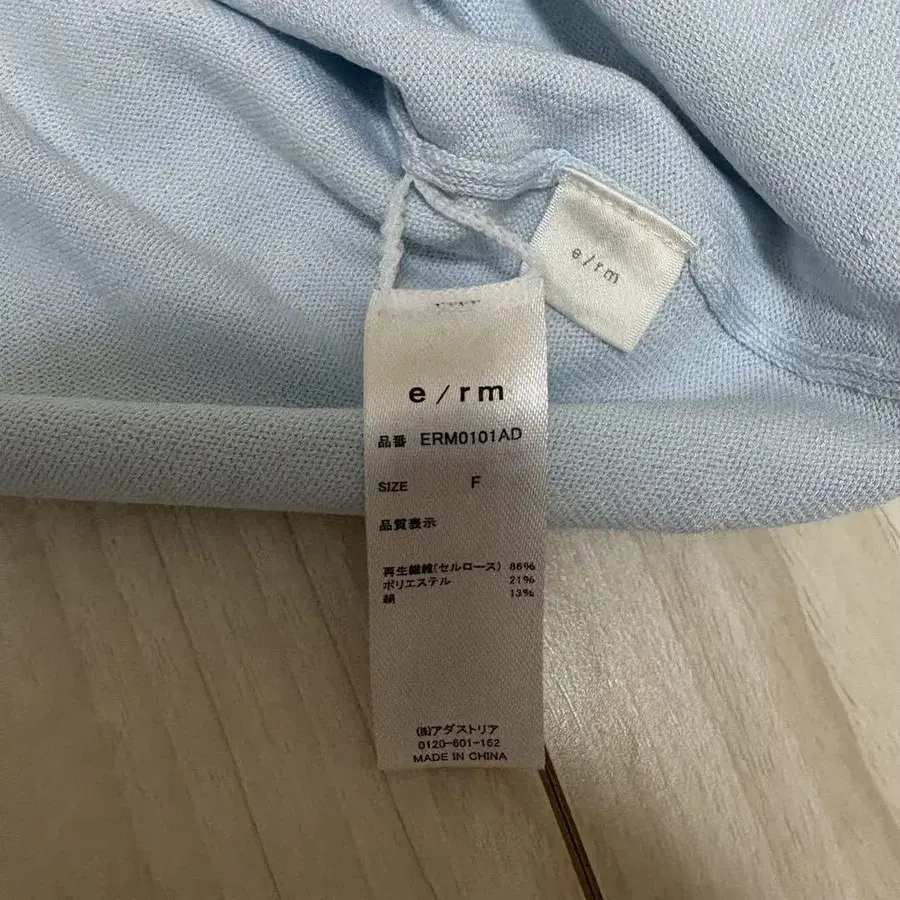 e/rm
e/rm
品番 ERM0101AD
SIZE F
品質表示
再生繊維(セルロース) 66%
ポリエステル 21%
絹 13%
(株)アダストリア
0120-601-162
MADE IN CHINA